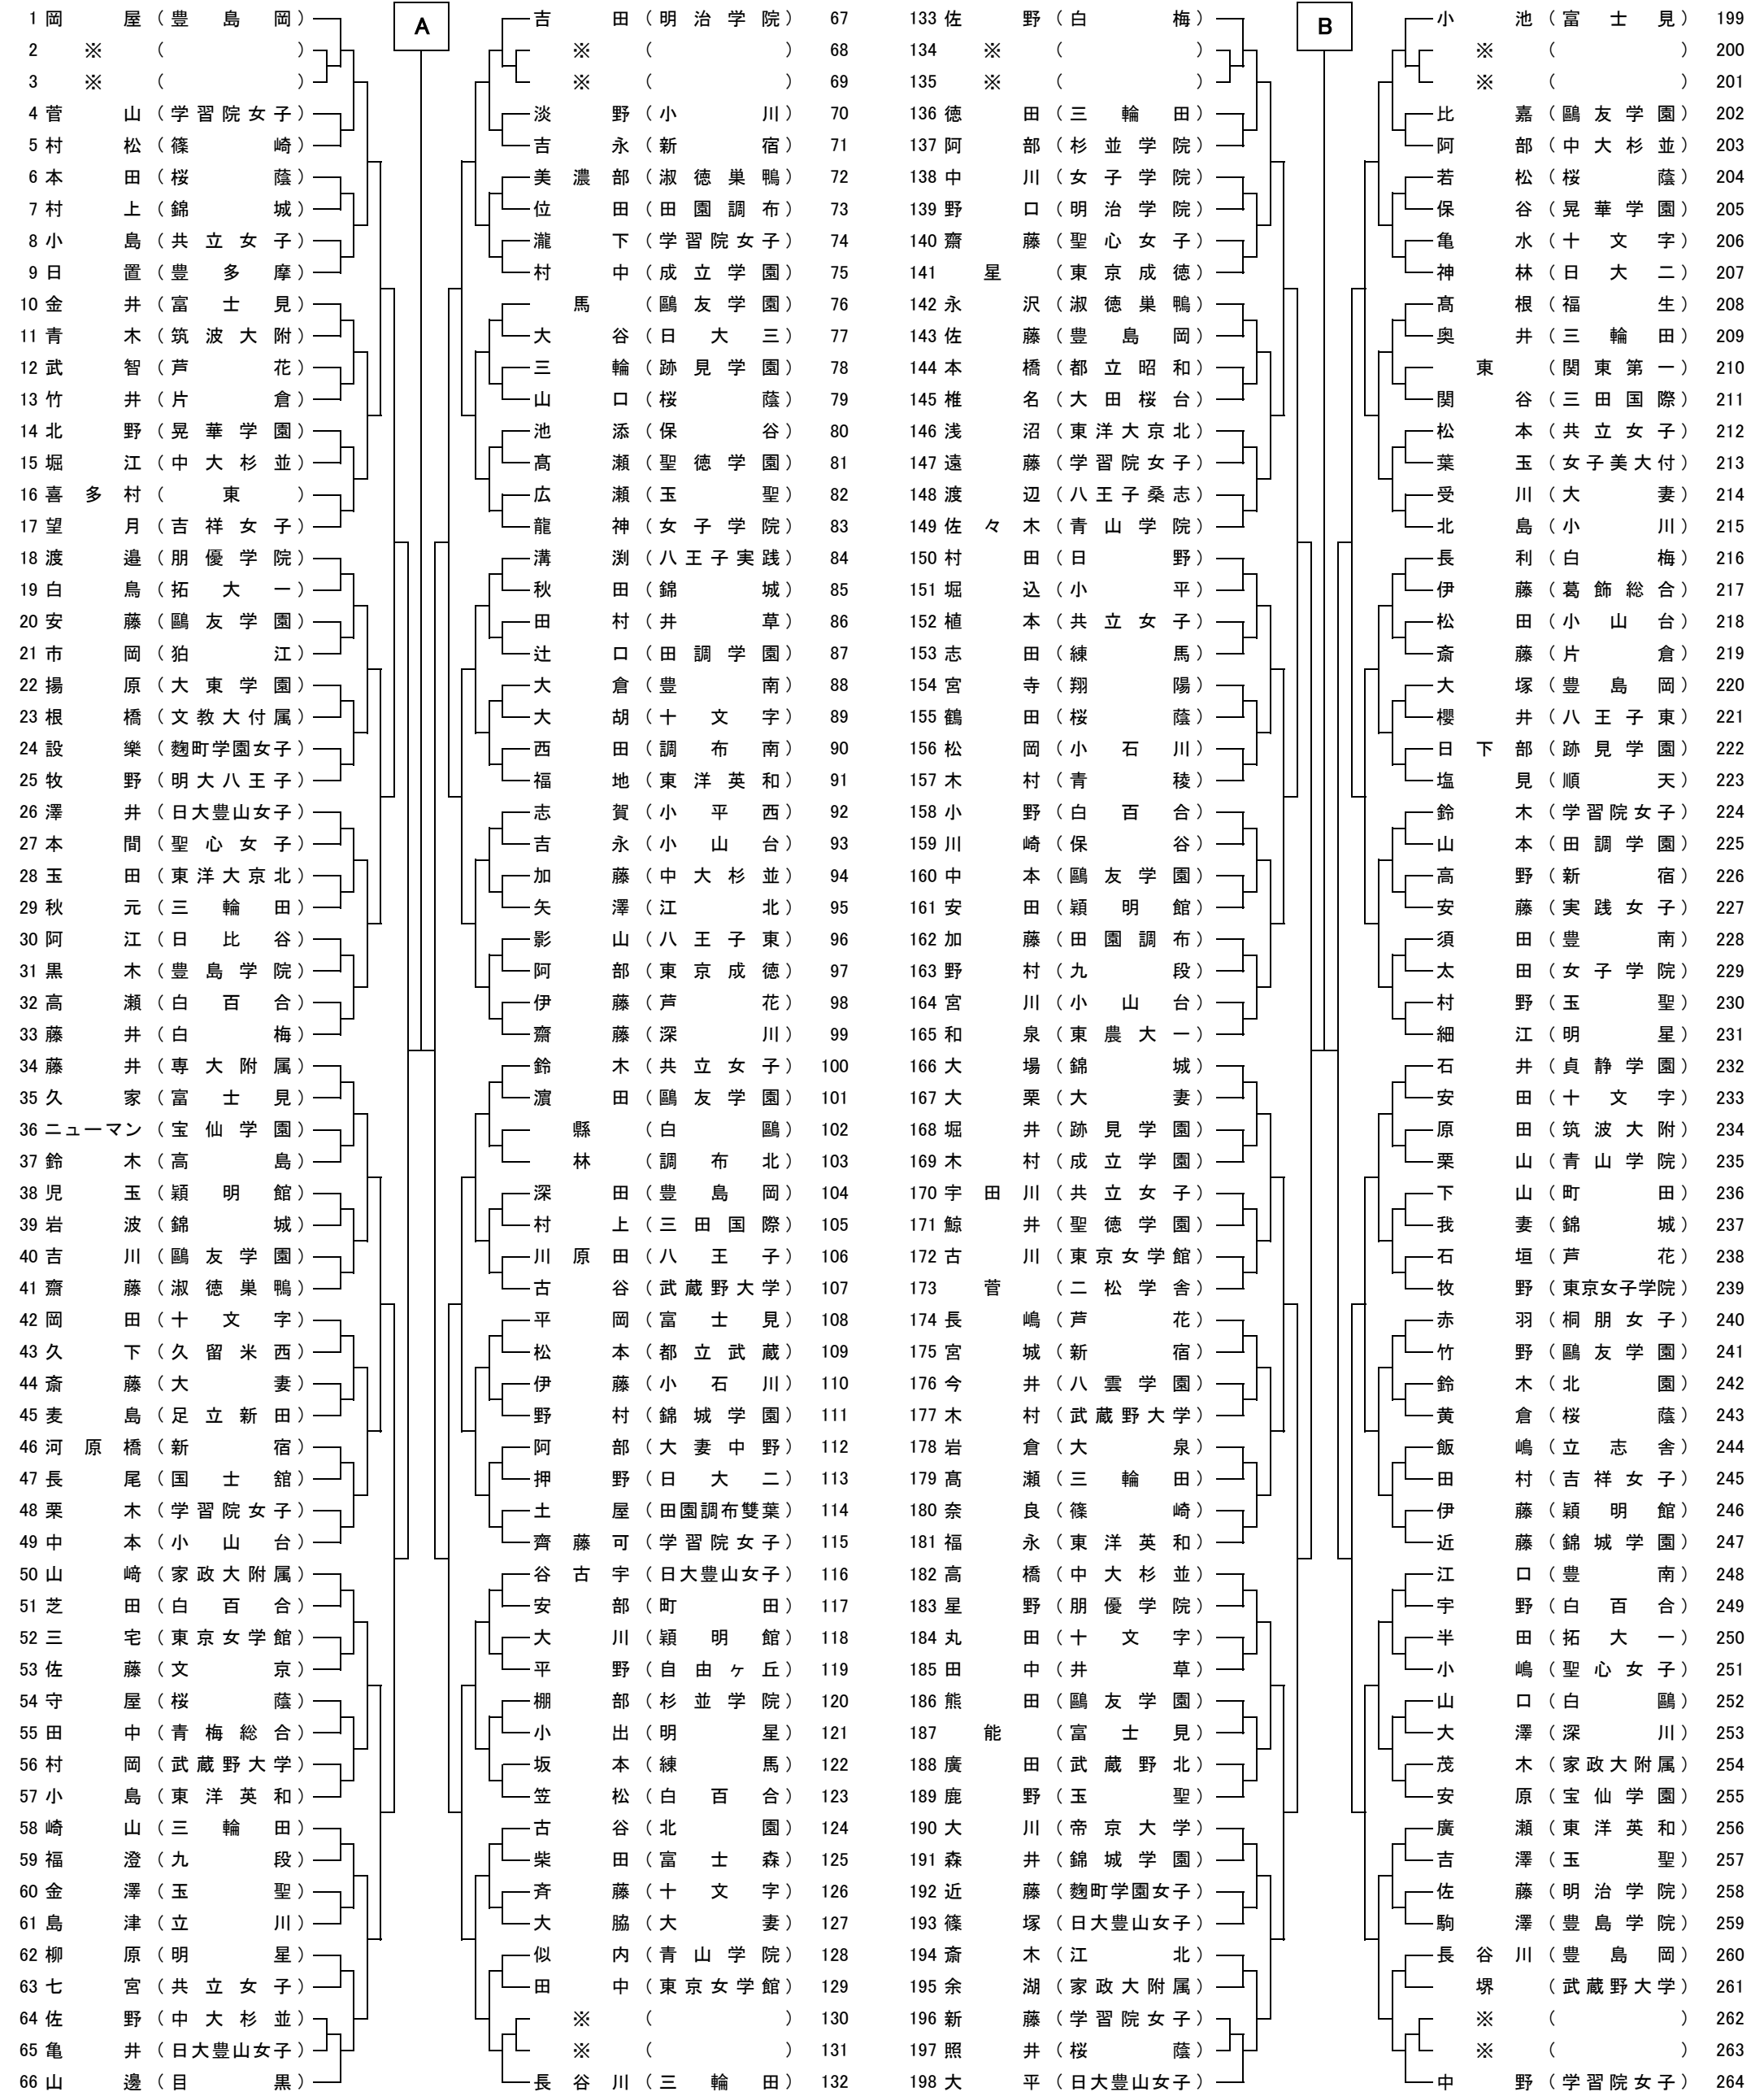 A
B
1 岡屋（豊島岡）
2 ※（　）
3 ※（　）
4 菅山（学習院女子）
5 村松（篠崎）
6 本田（桜蔭）
7 村上（錦城）
8 小島（共立女子）
9 日置（豊多摩）
10 金井（富士見）
11 青木（筑波大附）
12 武智（芦花）
13 竹井（片倉）
14 北野（晃華学園）
15 堀江（中大杉並）
16 喜多村（東）
17 望月（吉祥女子）
18 渡邉（朋優学院）
19 白鳥（拓大一）
20 安藤（鷗友学園）
21 市岡（狛江）
22 揚原（大東学園）
23 根橋（文教大付属）
24 設樂（麴町学園女子）
25 牧野（明大八王子）
26 澤井（日大豊山女子）
27 本間（聖心女子）
28 玉田（東洋大京北）
29 秋元（三輪田）
30 阿江（日比谷）
31 黒木（豊島学院）
32 高瀬（白百合）
33 藤井（白梅）
34 藤井（専大附属）
35 久家（富士見）
36 ニューマン（宝仙学園）
37 鈴木（高島）
38 児玉（穎明館）
39 岩波（錦城）
40 吉川（鷗友学園）
41 齋藤（淑徳巣鴨）
42 岡田（十文字）
43 久下（久留米西）
44 斎藤（大妻）
45 麦島（足立新田）
46 河原橋（新宿）
47 長尾（国士舘）
48 栗木（学習院女子）
49 中本（小山台）
50 山﨑（家政大附属）
51 芝田（白百合）
52 三宅（東京女学館）
53 佐藤（文京）
54 守屋（桜蔭）
55 田中（青梅総合）
56 村岡（武蔵野大学）
57 小島（東洋英和）
58 崎山（三輪田）
59 福澄（九段）
60 金澤（玉聖）
61 島津（立川）
62 柳原（明星）
63 七宮（共立女子）
64 佐野（中大杉並）
65 亀井（日大豊山女子）
66 山邊（目黒）
吉田（明治学院） 67
※（　） 68
※（　） 69
淡野（小川） 70
吉永（新宿） 71
美濃部（淑徳巣鴨） 72
位田（田園調布） 73
瀧下（学習院女子） 74
村中（成立学園） 75
馬（鷗友学園） 76
大谷（日大三） 77
三輪（跡見学園） 78
山口（桜蔭） 79
池添（保谷） 80
髙瀬（聖徳学園） 81
広瀬（玉聖） 82
龍神（女子学院） 83
溝渕（八王子実践） 84
秋田（錦城） 85
田村（井草） 86
辻口（田調学園） 87
大倉（豊南） 88
大胡（十文字） 89
西田（調布南） 90
福地（東洋英和） 91
志賀（小平西） 92
吉永（小山台） 93
加藤（中大杉並） 94
矢澤（江北） 95
影山（八王子東） 96
阿部（東京成徳） 97
伊藤（芦花） 98
齋藤（深川） 99
鈴木（共立女子） 100
濵田（鷗友学園） 101
縣（白鷗） 102
林（調布北） 103
深田（豊島岡） 104
村上（三田国際） 105
川原田（八王子） 106
古谷（武蔵野大学） 107
平岡（富士見） 108
松本（都立武蔵） 109
伊藤（小石川） 110
野村（錦城学園） 111
阿部（大妻中野） 112
押野（日大二） 113
土屋（田園調布雙葉） 114
齊藤可（学習院女子） 115
谷古宇（日大豊山女子） 116
安部（町田） 117
大川（穎明館） 118
平野（自由ヶ丘） 119
棚部（杉並学院） 120
小出（明星） 121
坂本（練馬） 122
笠松（白百合） 123
古谷（北園） 124
柴田（富士森） 125
斉藤（十文字） 126
大脇（大妻） 127
似内（青山学院） 128
田中（東京女学館） 129
※（　） 130
※（　） 131
長谷川（三輪田） 132
133 佐野（白梅）
134 ※（　）
135 ※（　）
136 徳田（三輪田）
137 阿部（杉並学院）
138 中川（女子学院）
139 野口（明治学院）
140 齋藤（聖心女子）
141 星（東京成徳）
142 永沢（淑徳巣鴨）
143 佐藤（豊島岡）
144 本橋（都立昭和）
145 椎名（大田桜台）
146 浅沼（東洋大京北）
147 遠藤（学習院女子）
148 渡辺（八王子桑志）
149 佐々木（青山学院）
150 村田（日野）
151 堀込（小平）
152 植本（共立女子）
153 志田（練馬）
154 宮寺（翔陽）
155 鶴田（桜蔭）
156 松岡（小石川）
157 木村（青稜）
158 小野（白百合）
159 川崎（保谷）
160 中本（鷗友学園）
161 安田（穎明館）
162 加藤（田園調布）
163 野村（九段）
164 宮川（小山台）
165 和泉（東農大一）
166 大場（錦城）
167 大栗（大妻）
168 堀井（跡見学園）
169 木村（成立学園）
170 宇田川（共立女子）
171 鯨井（聖徳学園）
172 古川（東京女学館）
173 菅（二松学舎）
174 長嶋（芦花）
175 宮城（新宿）
176 今井（八雲学園）
177 木村（武蔵野大学）
178 岩倉（大泉）
179 髙瀬（三輪田）
180 奈良（篠崎）
181 福永（東洋英和）
182 高橋（中大杉並）
183 星野（朋優学院）
184 丸田（十文字）
185 田中（井草）
186 熊田（鷗友学園）
187 能（富士見）
188 廣田（武蔵野北）
189 鹿野（玉聖）
190 大川（帝京大学）
191 森井（錦城学園）
192 近藤（麴町学園女子）
193 篠塚（日大豊山女子）
194 斎木（江北）
195 余湖（家政大附属）
196 新藤（学習院女子）
197 照井（桜蔭）
198 大平（日大豊山女子）
小池（富士見） 199
※（　） 200
※（　） 201
比嘉（鷗友学園） 202
阿部（中大杉並） 203
若松（桜蔭） 204
保谷（晃華学園） 205
亀水（十文字） 206
神林（日大二） 207
髙根（福生） 208
奥井（三輪田） 209
東（関東第一） 210
関谷（三田国際） 211
松本（共立女子） 212
葉玉（女子美大付） 213
受川（大妻） 214
北島（小川） 215
長利（白梅） 216
伊藤（葛飾総合） 217
松田（小山台） 218
斎藤（片倉） 219
大塚（豊島岡） 220
櫻井（八王子東） 221
日下部（跡見学園） 222
塩見（順天） 223
鈴木（学習院女子） 224
山本（田調学園） 225
高野（新宿） 226
安藤（実践女子） 227
須田（豊南） 228
太田（女子学院） 229
村野（玉聖） 230
細江（明星） 231
石井（貞静学園） 232
安田（十文字） 233
原田（筑波大附） 234
栗山（青山学院） 235
下山（町田） 236
我妻（錦城） 237
石垣（芦花） 238
牧野（東京女子学院） 239
赤羽（桐朋女子） 240
竹野（鷗友学園） 241
鈴木（北園） 242
黄倉（桜蔭） 243
飯嶋（立志舎） 244
田村（吉祥女子） 245
伊藤（穎明館） 246
近藤（錦城学園） 247
江口（豊南） 248
宇野（白百合） 249
半田（拓大一） 250
小嶋（聖心女子） 251
山口（白鷗） 252
大澤（深川） 253
茂木（家政大附属） 254
安原（宝仙学園） 255
廣瀬（東洋英和） 256
吉澤（玉聖） 257
佐藤（明治学院） 258
駒澤（豊島学院） 259
長谷川（豊島岡） 260
堺（武蔵野大学） 261
※（　） 262
※（　） 263
中野（学習院女子） 264